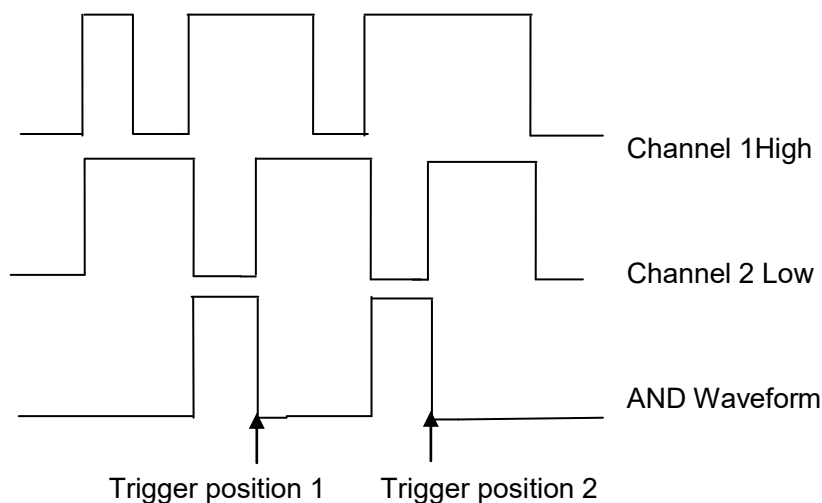 Channel 1High
Channel 2 Low
AND Waveform
Trigger position 1
Trigger position 2